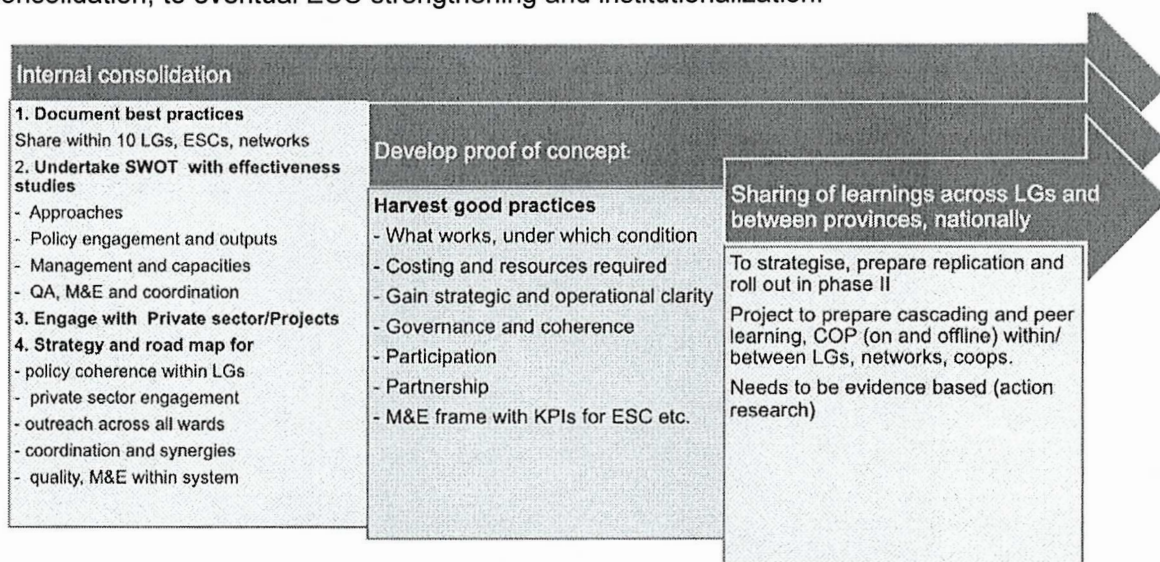 onsolidation, to eventual ESC strengthening and institutionalization.
Internal consolidation
1. Document best practices
Share within 10 LGs, ESCs, networks
2. Undertake SWOT with effectiveness
studies
- Approaches
- Policy engagement and outputs
- Management and capacities
- QA, M&E and coordination
3. Engage with Private sector/Projects
4. Strategy and road map for
- policy coherence within LGs
- private sector engagement
- outreach across all wards
- coordination and synergies
- quality, M&E within system
Develop proof of concept
Harvest good practices
- What works, under which condition
- Costing and resources required
- Gain strategic and operational clarity
- Governance and coherence
- Participation
- Partnership
- M&E frame with KPIs for ESC etc.
Sharing of learnings across LGs and
between provinces, nationally
To strategise, prepare replication and
roll out in phase II
Project to prepare cascading and peer
learning, COP (on and offline) within/
between LGs, networks, coops.
Needs to be evidence based (action
research)